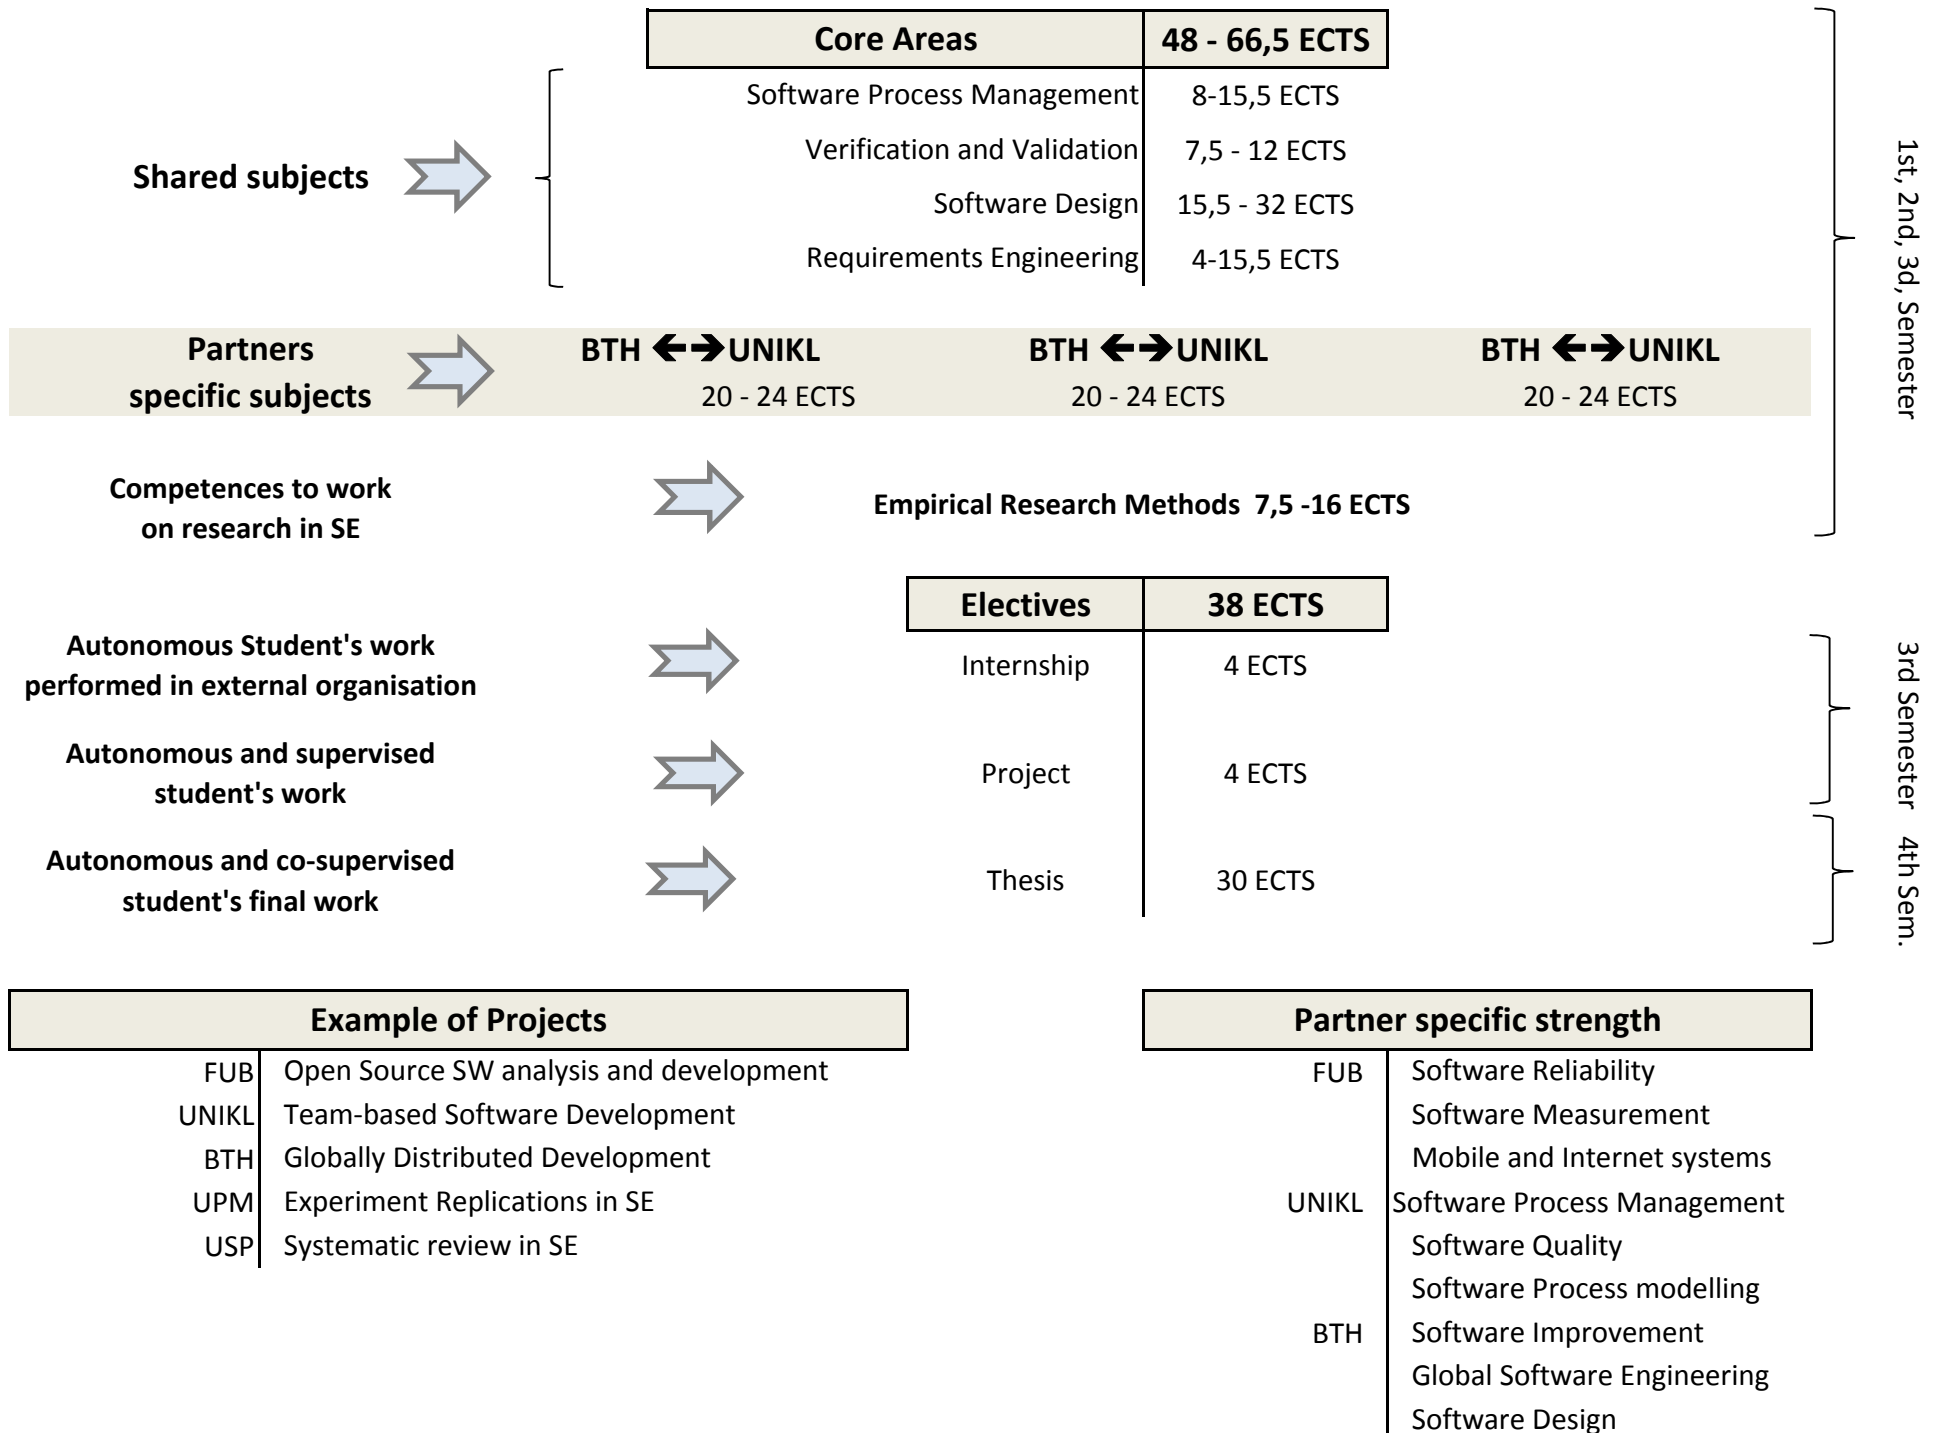 Core Areas 48 - 66,5 ECTS
Software Process Management 8-15,5 ECTS
Verification and Validation 7,5 - 12 ECTS
Shared subjects
Software Design 15,5 - 32 ECTS
Requirements Engineering 4-15,5 ECTS
1st, 2nd, 3d, Semester
Partners
specific subjects
BTH 🡸🡺UNIKL BTH 🡸🡺UNIKL BTH 🡸🡺UNIKL
20 - 24 ECTS 20 - 24 ECTS 20 - 24 ECTS
Competences to work
on research in SE
Empirical Research Methods 7,5 -16 ECTS
Electives 38 ECTS
Autonomous Student's work
performed in external organisation
Internship 4 ECTS
Autonomous and supervised
student's work
Project 4 ECTS
3rd Semester
Autonomous and co-supervised
student's final work
Thesis 30 ECTS
4th Sem.
Example of Projects
FUB Open Source SW analysis and development
UNIKL Team-based Software Development
BTH Globally Distributed Development
UPM Experiment Replications in SE
USP Systematic review in SE
Partner specific strength
FUB Software Reliability
Software Measurement
Mobile and Internet systems
UNIKL Software Process Management
Software Quality
Software Process modelling
BTH Software Improvement
Global Software Engineering
Software Design